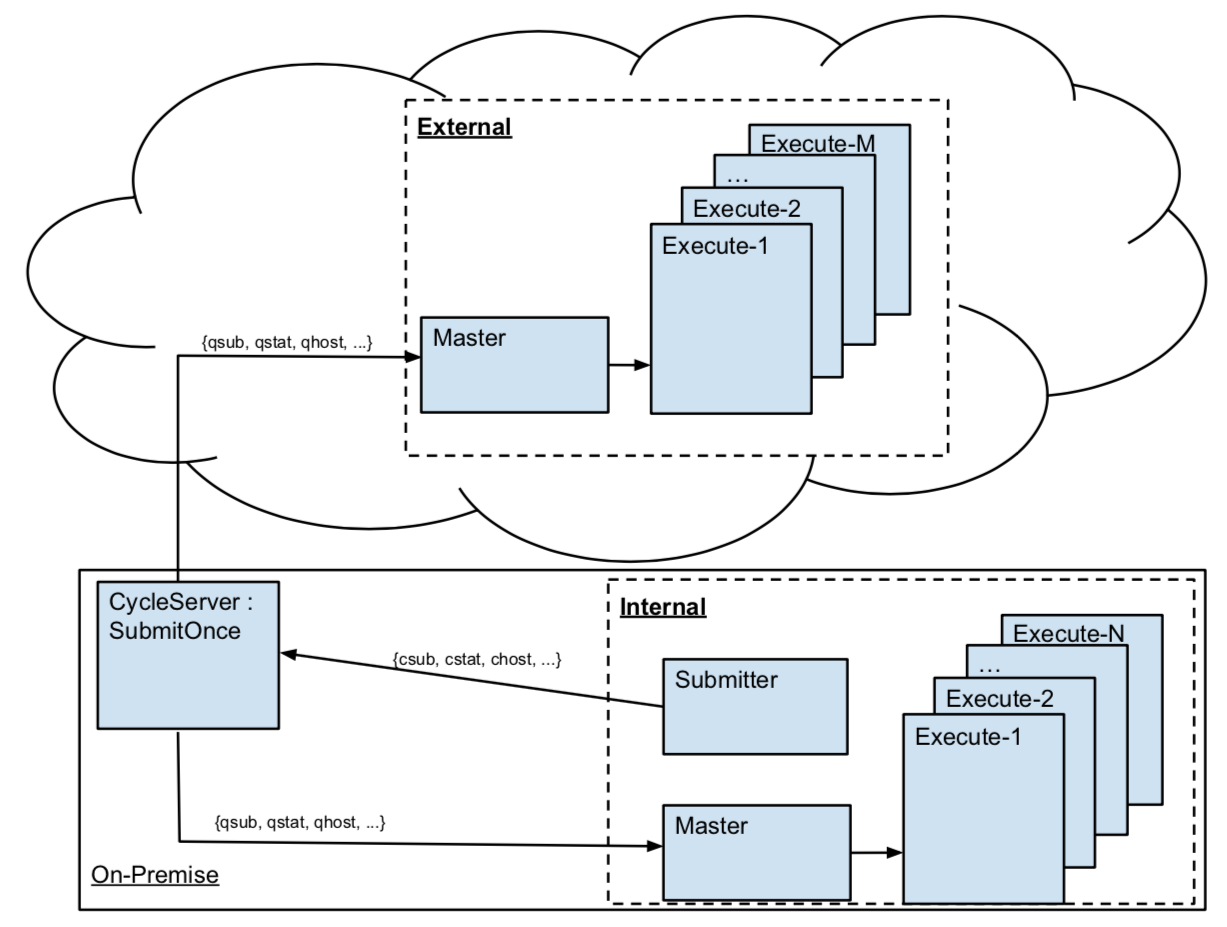 External
Execute-M
...
Execute-2
Execute-1
{qsub, qstat, qhost, ...}
Master
CycleServer :
SubmitOnce
Internal
Execute-N
...
{csub, cstat, chost, ...}
Submitter
Execute-2
Execute-1
{qsub, qstat, qhost, ...}
Master
On-Premise